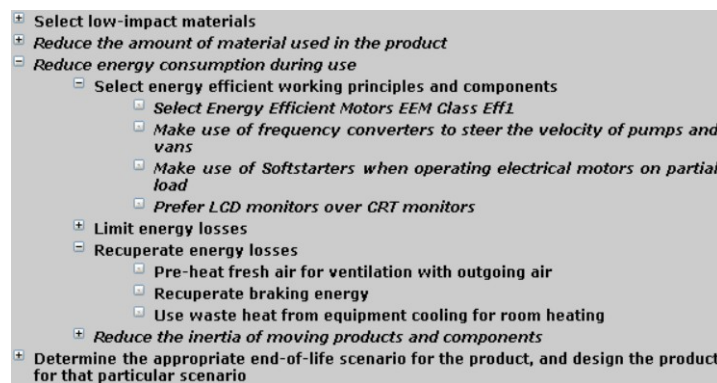 Select low-impact materials
Reduce the amount of material used in the product
Reduce energy consumption during use
Select energy efficient working principles and components
Select Energy Efficient Motors EEM Class Eff1
Make use of frequency converters to steer the velocity of pumps and
vans
Make use of Softstarters when operating electrical motors on partial
load
Prefer LCD monitors over CRT monitors
Limit energy losses
Recuperate energy losses
Pre-heat fresh air for ventilation with outgoing air
Recuperate braking energy
Use waste heat from equipment cooling for room heating
Reduce the inertia of moving products and components
Determine the appropriate end-of-life scenario for the product, and design the product
for that particular scenario